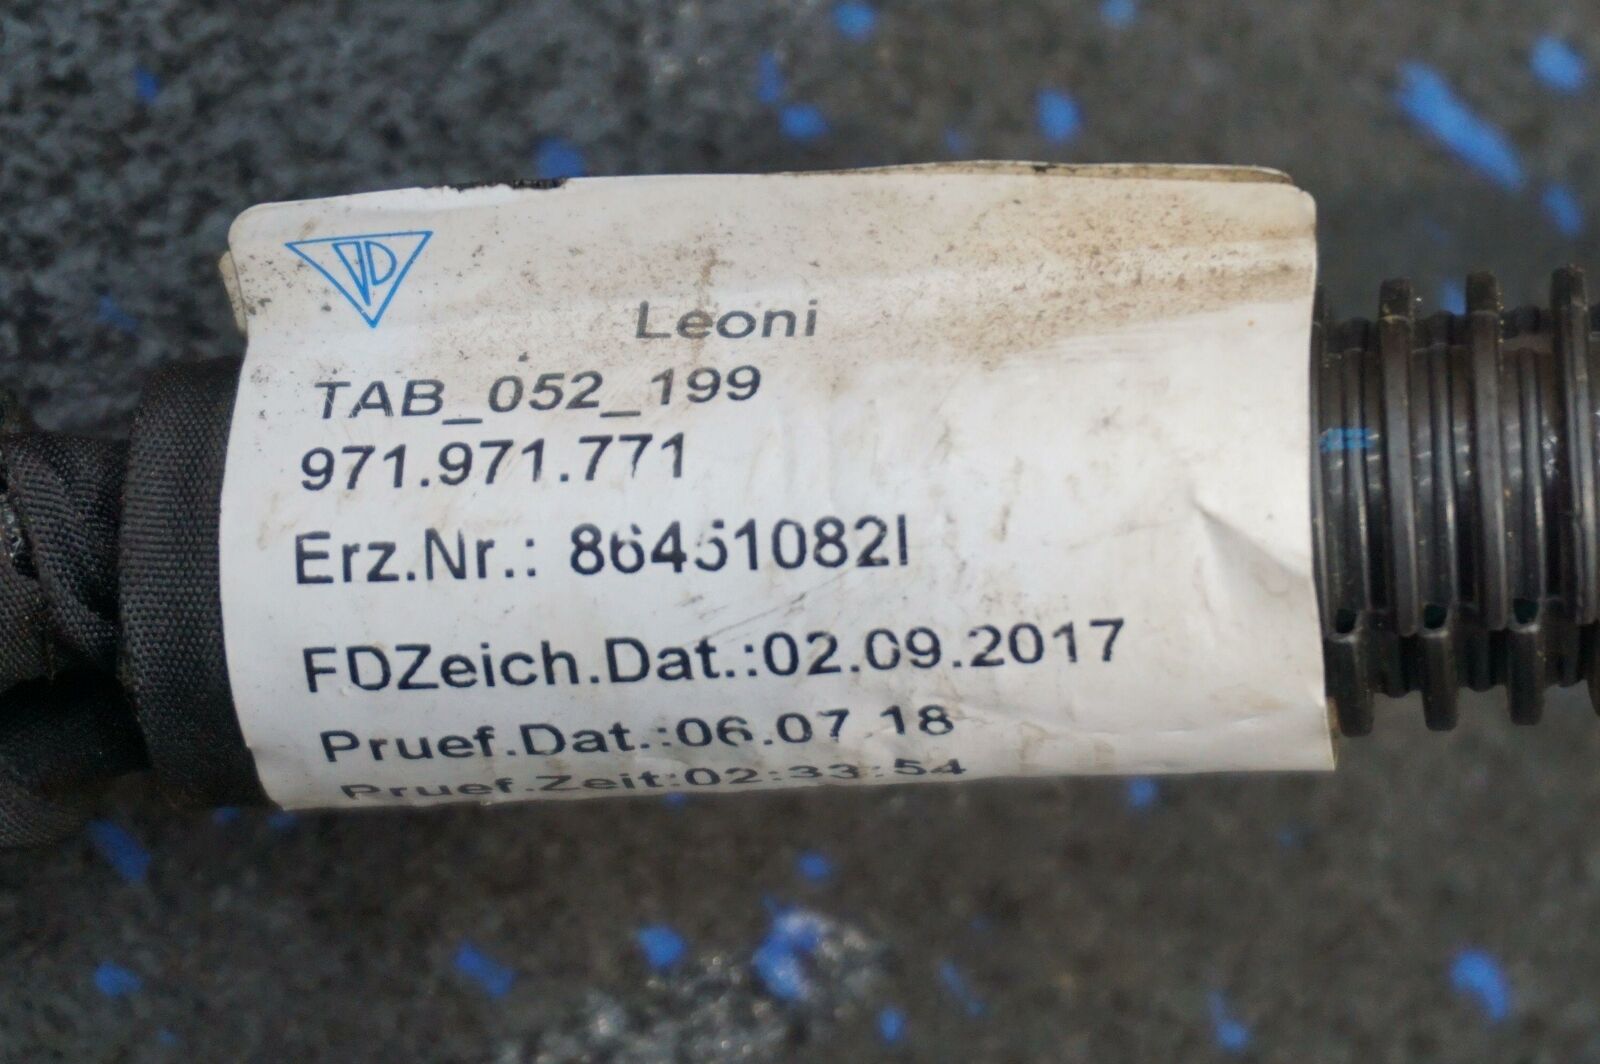 Leoni
TAB_052_199
971.971.771
Erz.Nr.: 86451082I
FDZeich.Dat.:02.09.2017
Pruef.Dat.:06.07.18
Pruef.Zeit:02:33:54